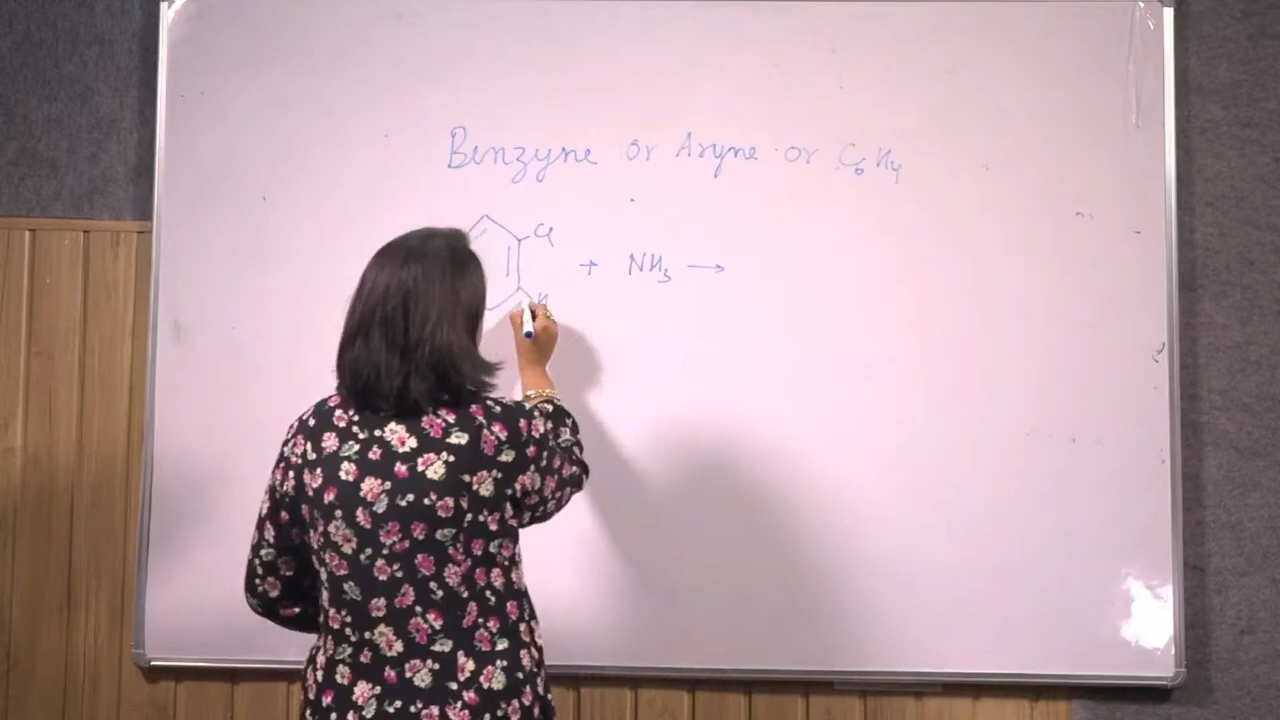 Benzyne or Aryne or C6H4
Cl
+ NH3 →
H